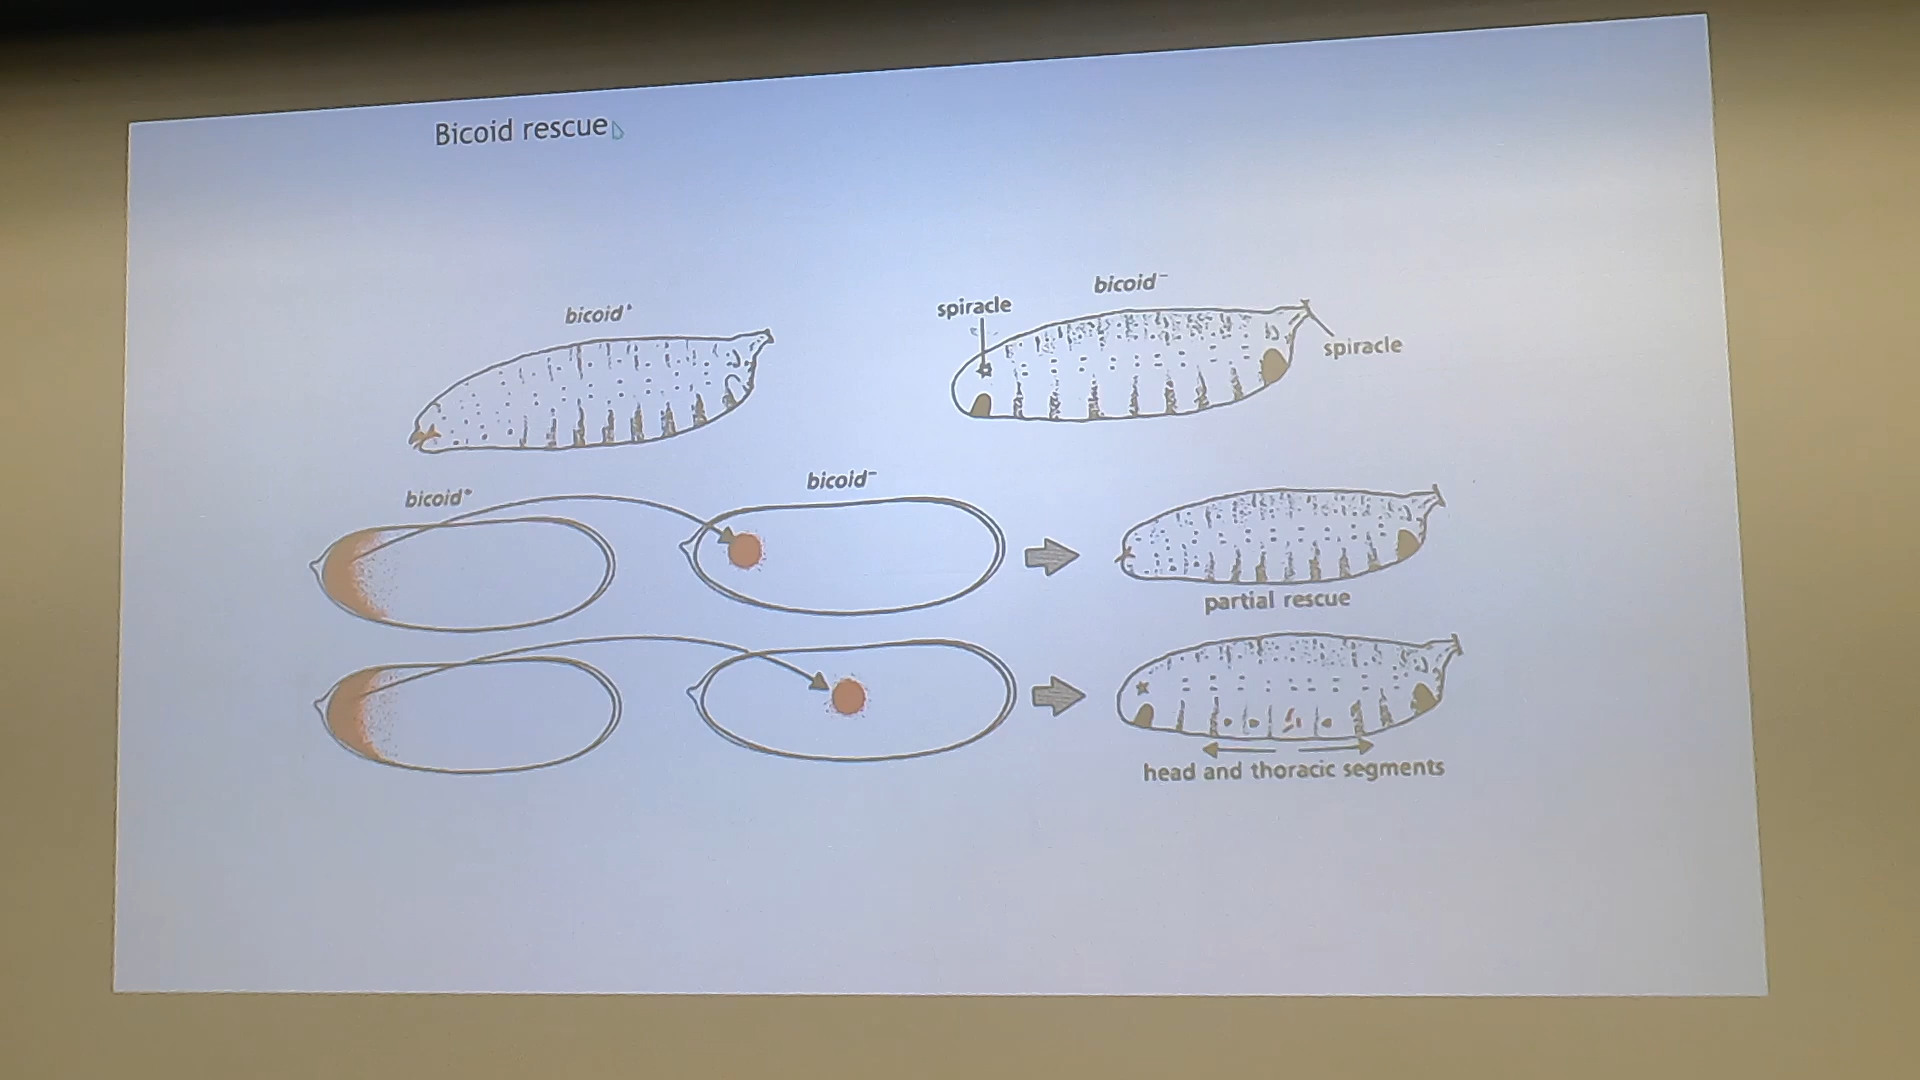 Bicoid rescue
bicoid⁺
bicoid⁻
spiracle
spiracle
bicoid⁺
bicoid⁻
partial rescue
head and thoracic segments